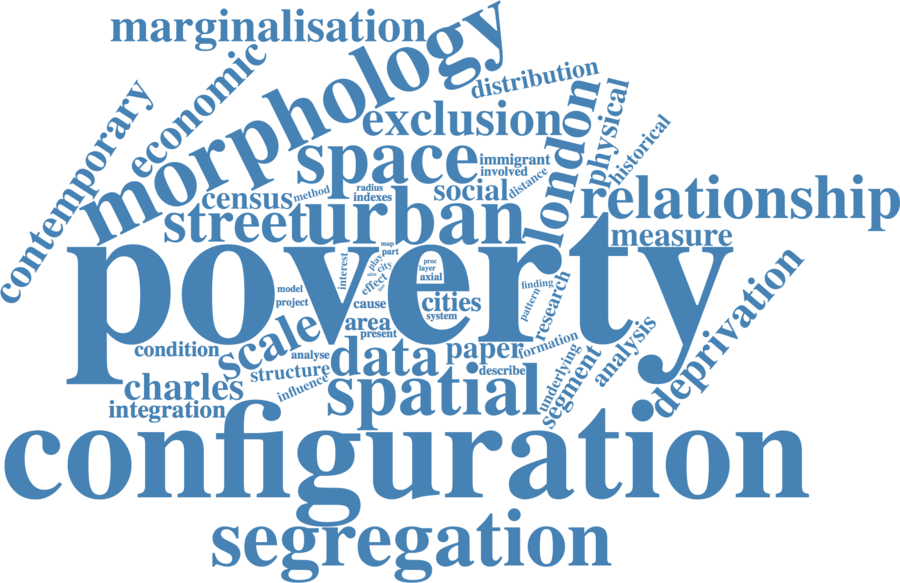 marginalisation
morphology
economic
contemporary
distribution
exclusion
london
physical
historical
space
immigrant
involved
distance
social
census
method
radius
indexes
relationship
street
urban
measure
poverty
map
part
play
city
interest
effect
proc
layer
axial
finding
pattern
research
deprivation
model
project
cause
cities
system
area
present
scale
condition
analyse
data
paper
formation
underlying
segment
analysis
structure
influence
describe
charles
integration
spatial
configuration
segregation